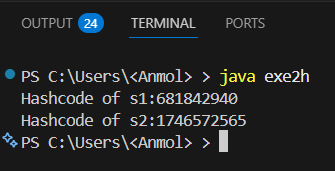 OUTPUT 24 TERMINAL PORTS
PS C:\Users\<Anmol> > java exe2h
Hashcode of s1:681842940
Hashcode of s2:1746572565
PS C:\Users\<Anmol> >